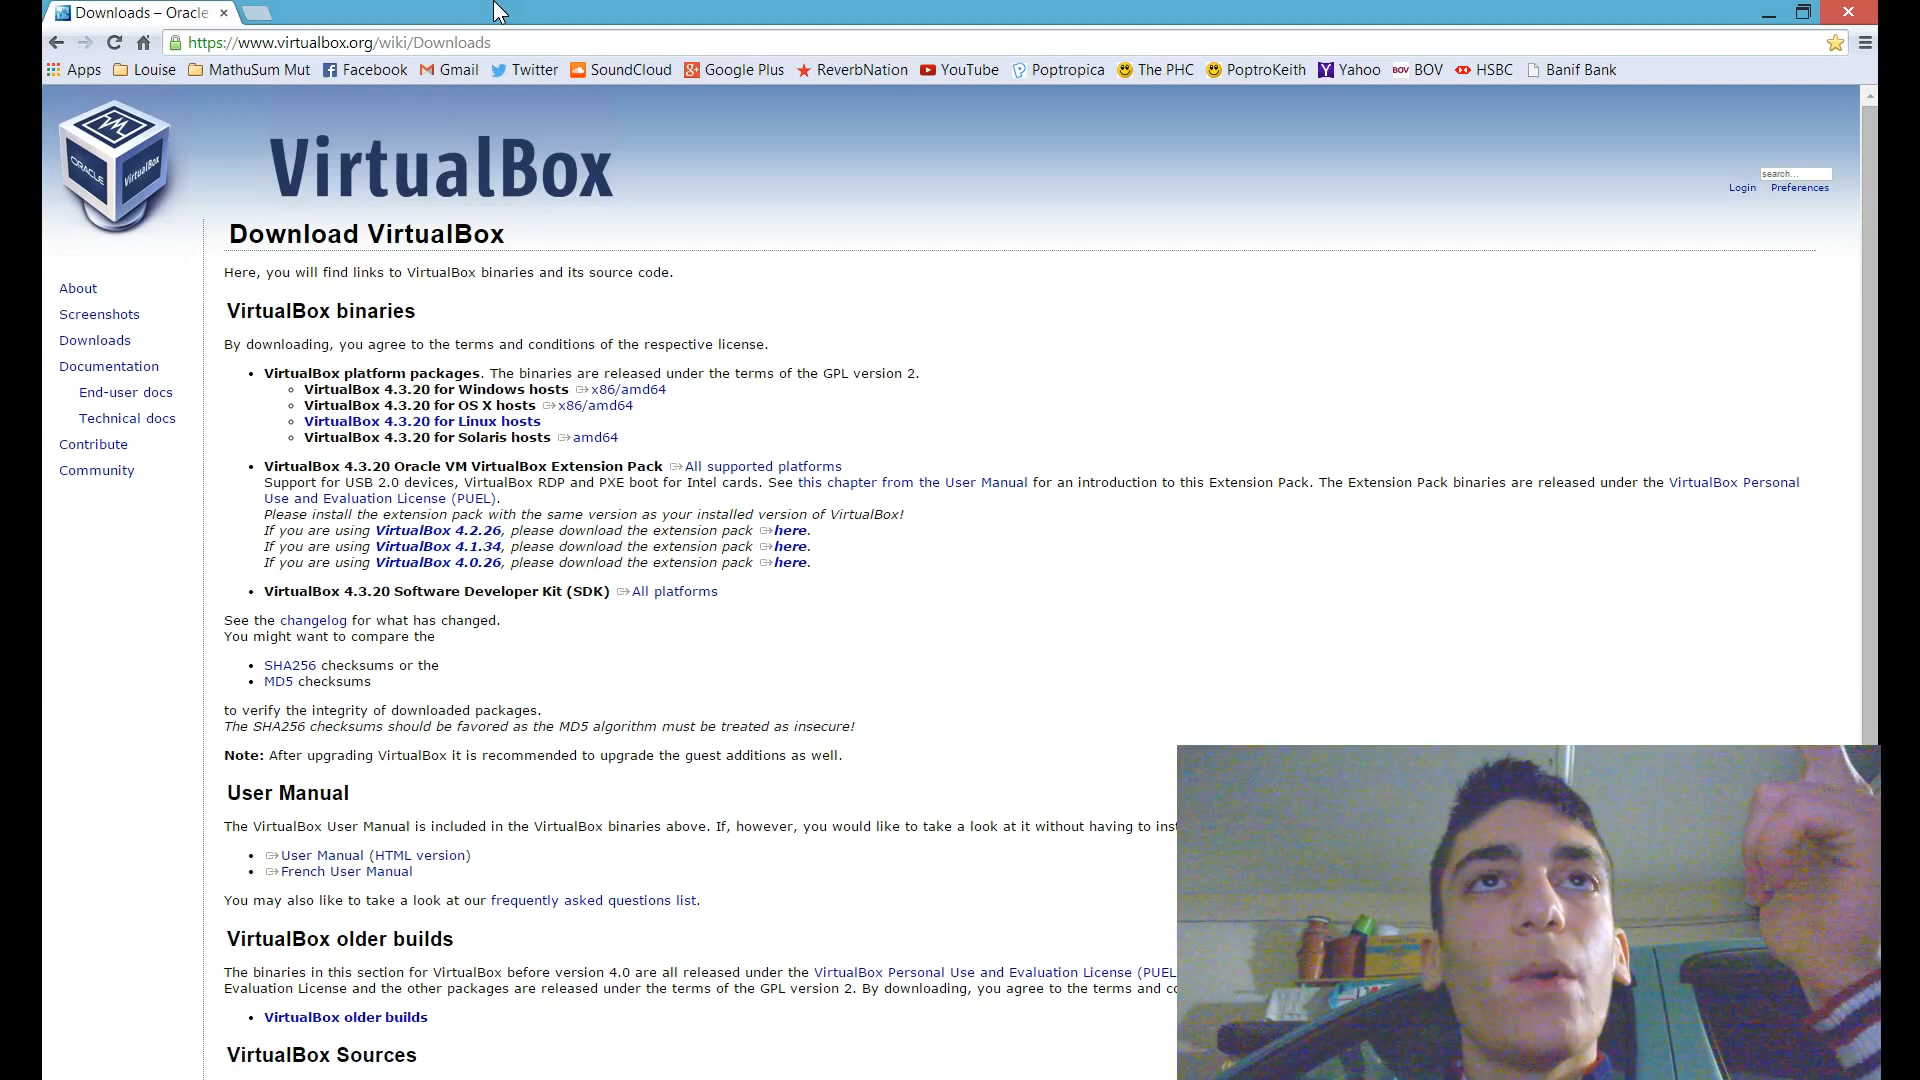 Downloads – Oracle
https://www.virtualbox.org/wiki/Downloads
Apps Louise MathuSum Mut Facebook Gmail Twitter SoundCloud Google Plus ReverbNation YouTube Poptropica The PHC PoptroKeith Yahoo BOV BOV HSBC Banif Bank
ORACLE
VirtualBox
VirtualBox
search...
Login Preferences
About
Screenshots
Downloads
Documentation
End-user docs
Technical docs
Contribute
Community
Download VirtualBox
Here, you will find links to VirtualBox binaries and its source code.
VirtualBox binaries
By downloading, you agree to the terms and conditions of the respective license.
• VirtualBox platform packages. The binaries are released under the terms of the GPL version 2.
VirtualBox 4.3.20 for Windows hosts x86/amd64
VirtualBox 4.3.20 for OS X hosts x86/amd64
VirtualBox 4.3.20 for Linux hosts
VirtualBox 4.3.20 for Solaris hosts amd64
• VirtualBox 4.3.20 Oracle VM VirtualBox Extension Pack All supported platforms
Support for USB 2.0 devices, VirtualBox RDP and PXE boot for Intel cards. See this chapter from the User Manual for an introduction to this Extension Pack. The Extension Pack binaries are released under the VirtualBox Personal
Use and Evaluation License (PUEL).
Please install the extension pack with the same version as your installed version of VirtualBox!
If you are using VirtualBox 4.2.26, please download the extension pack here.
If you are using VirtualBox 4.1.34, please download the extension pack here.
If you are using VirtualBox 4.0.26, please download the extension pack here.
• VirtualBox 4.3.20 Software Developer Kit (SDK) All platforms
See the changelog for what has changed.
You might want to compare the
• SHA256 checksums or the
• MD5 checksums
to verify the integrity of downloaded packages.
The SHA256 checksums should be favored as the MD5 algorithm must be treated as insecure!
Note: After upgrading VirtualBox it is recommended to upgrade the guest additions as well.
User Manual
The VirtualBox User Manual is included in the VirtualBox binaries above. If, however, you would like to take a look at it without having to inst
• User Manual (HTML version)
• French User Manual
You may also like to take a look at our frequently asked questions list.
VirtualBox older builds
The binaries in this section for VirtualBox before version 4.0 are all released under the VirtualBox Personal Use and Evaluation License (PUEL
Evaluation License and the other packages are released under the terms of the GPL version 2. By downloading, you agree to the terms and co
• VirtualBox older builds
VirtualBox Sources